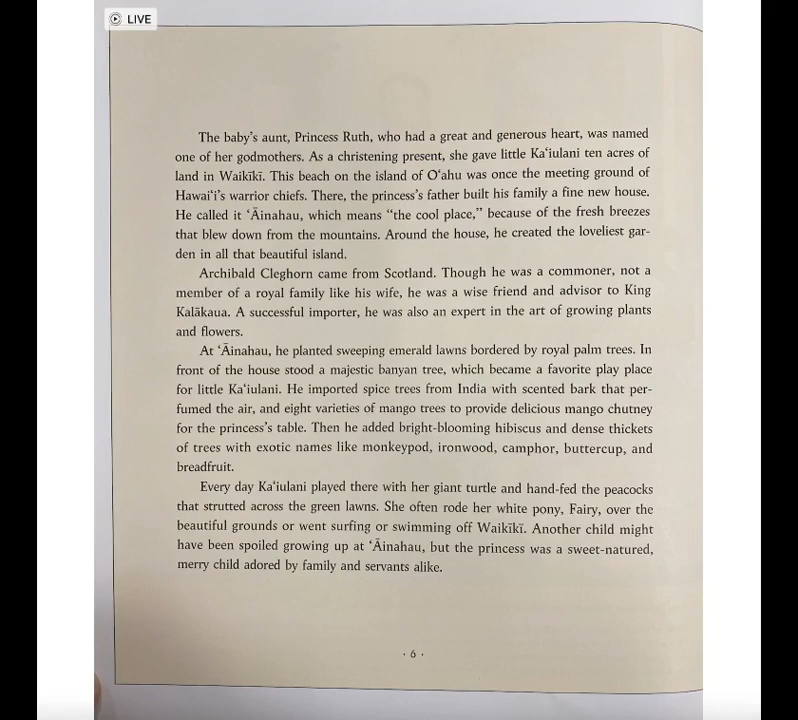 LIVE
The baby's aunt, Princess Ruth, who had a great and generous heart, was named
one of her godmothers. As a christening present, she gave little Kaʻiulani ten acres of
land in Waikīkī. This beach on the island of Oʻahu was once the meeting ground of
Hawaiʻi's warrior chiefs. There, the princess's father built his family a fine new house.
He called it ʻĀinahau, which means “the cool place,” because of the fresh breezes
that blew down from the mountains. Around the house, he created the loveliest gar-
den in all that beautiful island.
Archibald Cleghorn came from Scotland. Though he was a commoner, not a
member of a royal family like his wife, he was a wise friend and advisor to King
Kalākaua. A successful importer, he was also an expert in the art of growing plants
and flowers.
At ʻĀinahau, he planted sweeping emerald lawns bordered by royal palm trees. In
front of the house stood a majestic banyan tree, which became a favorite play place
for little Kaʻiulani. He imported spice trees from India with scented bark that per-
fumed the air, and eight varieties of mango trees to provide delicious mango chutney
for the princess's table. Then he added bright-blooming hibiscus and dense thickets
of trees with exotic names like monkeypod, ironwood, camphor, buttercup, and
breadfruit.
Every day Kaʻiulani played there with her giant turtle and hand-fed the peacocks
that strutted across the green lawns. She often rode her white pony, Fairy, over the
beautiful grounds or went surfing or swimming off Waikīkī. Another child might
have been spoiled growing up at ʻĀinahau, but the princess was a sweet-natured,
merry child adored by family and servants alike.
· 6 ·